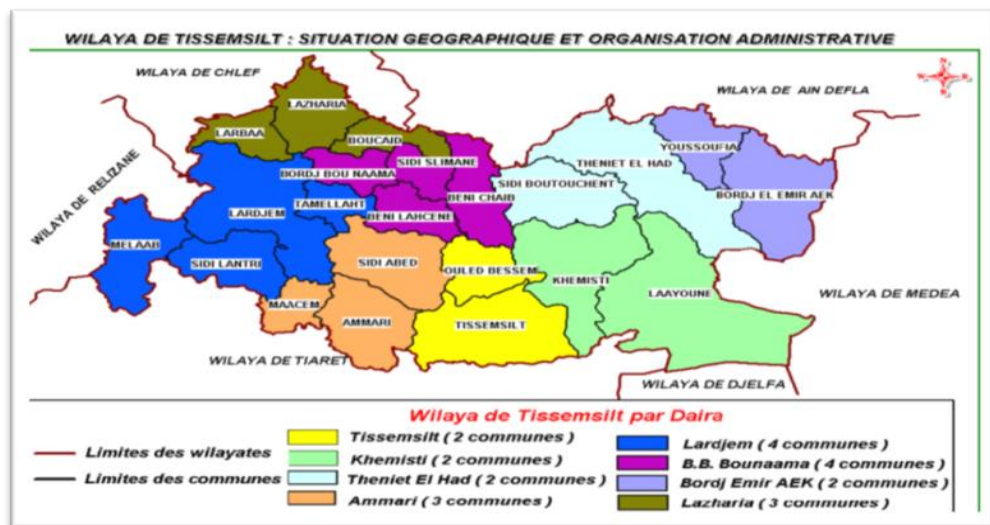 WILAYA DE TISSEMSILT : SITUATION GEOGRAPHIQUE ET ORGANISATION ADMINISTRATIVE
WILAYA DE CHLEF
WILAYA DE AIN DEFLA
LAZHARIA
LARBAA
BOUCAID
YOUSSOUFIA
SIDI SLIMANE
THENIET EL HAD
BORDJ BOU NAAMA
SIDI BOUTOUCHENT
BENI CHAIB
BORDJ EL EMIR AEK
TAMELLAHT
WILAYA DE RELIZANE
LARDJEM
BENI LAHCENE
MELAAB
SIDI LANTRI
SIDI ABED
OULED BESSEM
KHEMISTI
LAAYOUNE
WILAYA DE MEDEA
MAACEM
AMMARI
TISSEMSILT
WILAYA DE TIARET
WILAYA DE DJELFA
Wilaya de Tissemsilt par Daira
Limites des wilayates
Limites des communes
Tissemsilt ( 2 communes )
Khemisti ( 2 communes )
Theniet El Had ( 2 communes )
Ammari ( 3 communes )
Lardjem ( 4 communes )
B.B. Bounaama ( 4 communes )
Bordj Emir AEK ( 2 communes )
Lazharia ( 3 communes )